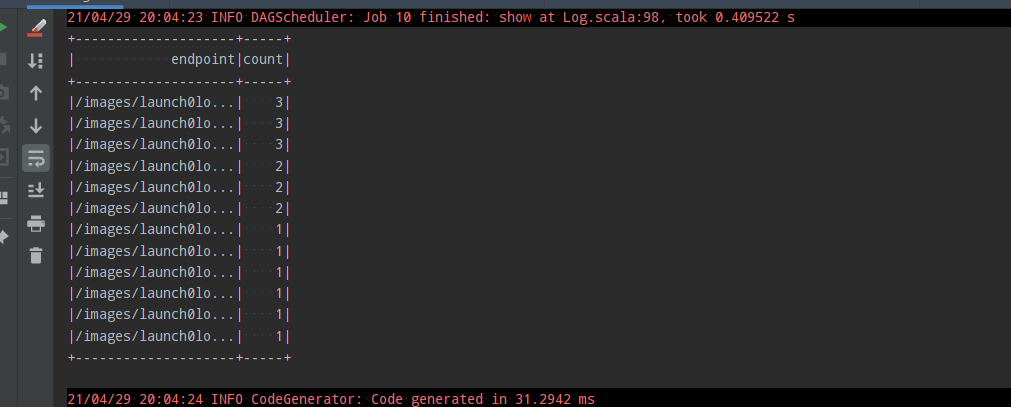 21/04/29 20:04:23 INFO DAGScheduler: Job 10 finished: show at Log.scala:98, took 0.409522 s
+--------------------+-----+
|            endpoint|count|
+--------------------+-----+
|/images/launch0lo...|    3|
|/images/launch0lo...|    3|
|/images/launch0lo...|    3|
|/images/launch0lo...|    2|
|/images/launch0lo...|    2|
|/images/launch0lo...|    2|
|/images/launch0lo...|    1|
|/images/launch0lo...|    1|
|/images/launch0lo...|    1|
|/images/launch0lo...|    1|
|/images/launch0lo...|    1|
|/images/launch0lo...|    1|
+--------------------+-----+
21/04/29 20:04:24 INFO CodeGenerator: Code generated in 31.2942 ms